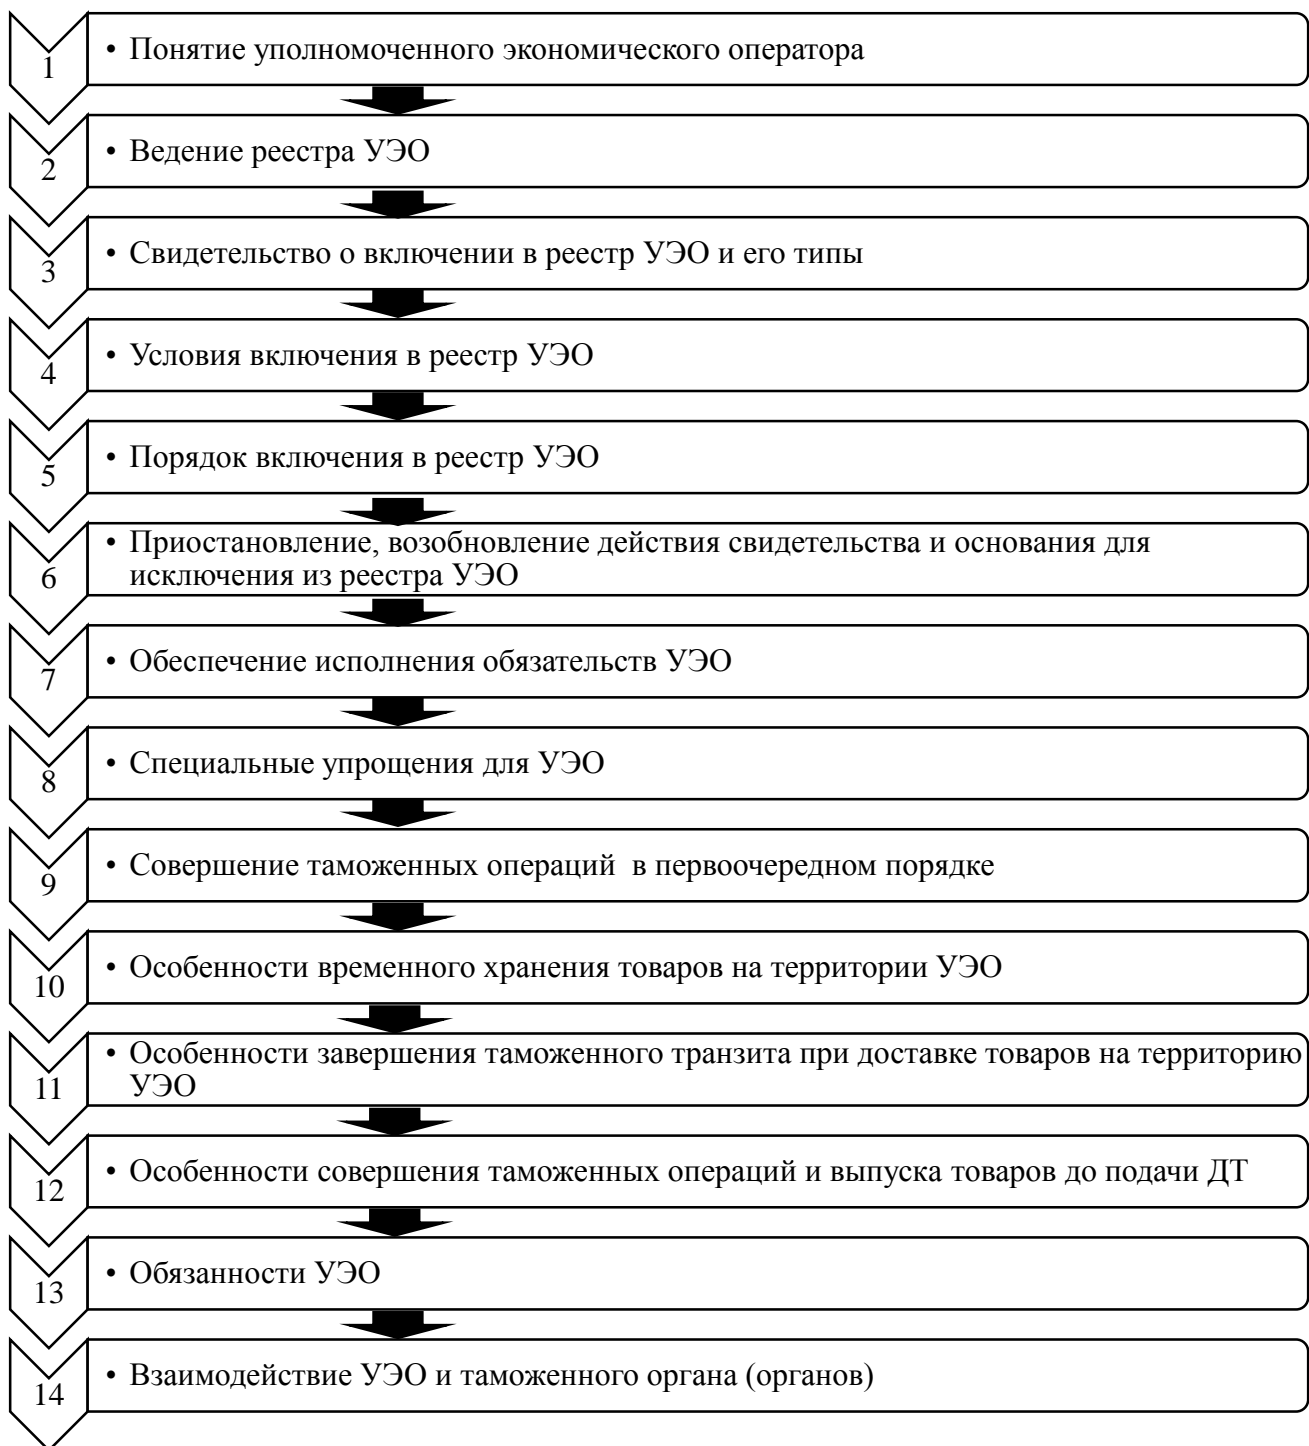 1
• Понятие уполномоченного экономического оператора
2
• Ведение реестра УЭО
3
• Свидетельство о включении в реестр УЭО и его типы
4
• Условия включения в реестр УЭО
5
• Порядок включения в реестр УЭО
6
• Приостановление, возобновление действия свидетельства и основания для
исключения из реестра УЭО
7
• Обеспечение исполнения обязательств УЭО
8
• Специальные упрощения для УЭО
9
• Совершение таможенных операций в первоочередном порядке
10
• Особенности временного хранения товаров на территории УЭО
11
• Особенности завершения таможенного транзита при доставке товаров на территорию
УЭО
12
• Особенности совершения таможенных операций и выпуска товаров до подачи ДТ
13
• Обязанности УЭО
14
• Взаимодействие УЭО и таможенного органа (органов)